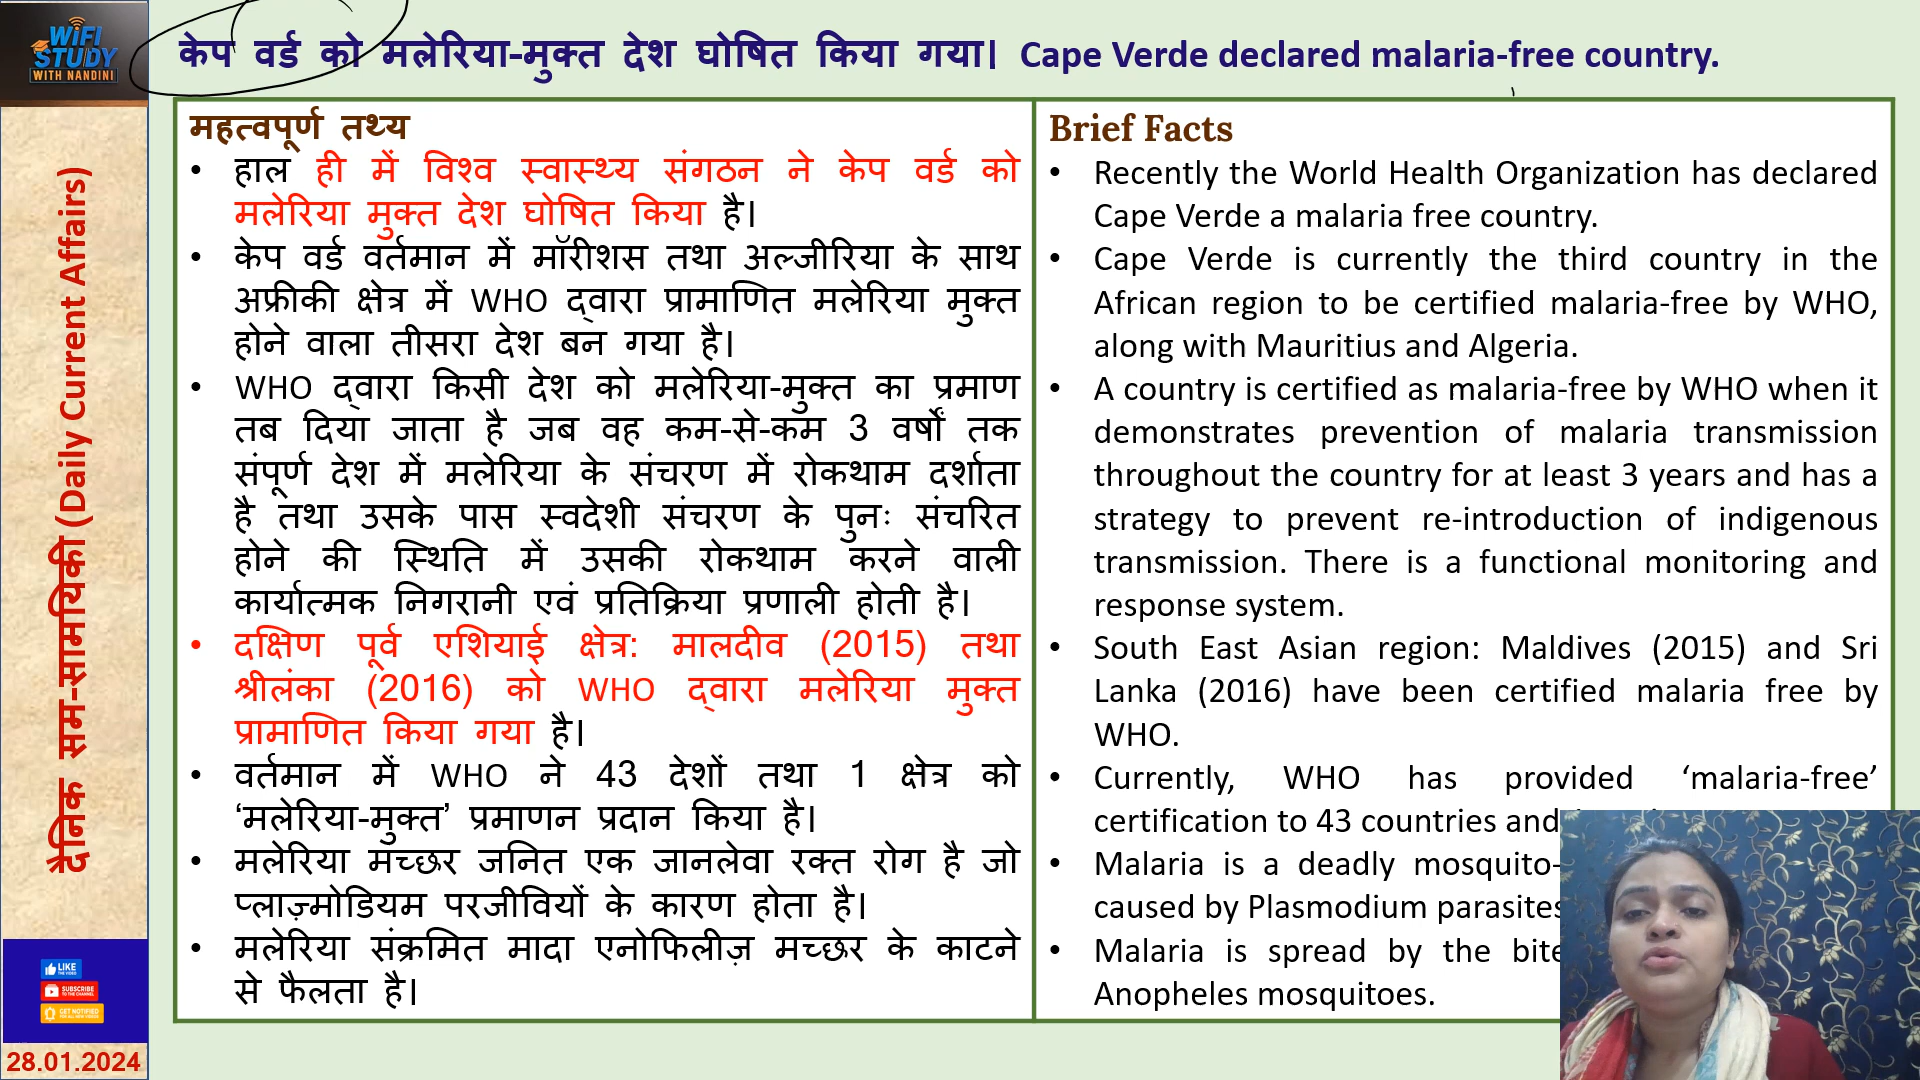 WiFi
STUDY
WITH NANDINI
केप वर्ड को मलेरिया-मुक्त देश घोषित किया गया। Cape Verde declared malaria-free country.
दैनिक सम-सामयिकी (Daily Current Affairs)
महत्वपूर्ण तथ्य
• हाल ही में विश्व स्वास्थ्य संगठन ने केप वर्ड को
मलेरिया मुक्त देश घोषित किया है।
• केप वर्ड वर्तमान में मॉरीशस तथा अल्जीरिया के साथ
अफ्रीकी क्षेत्र में WHO द्वारा प्रामाणित मलेरिया मुक्त
होने वाला तीसरा देश बन गया है।
• WHO द्वारा किसी देश को मलेरिया-मुक्त का प्रमाण
तब दिया जाता है जब वह कम-से-कम 3 वर्षों तक
संपूर्ण देश में मलेरिया के संचरण में रोकथाम दर्शाता
है तथा उसके पास स्वदेशी संचरण के पुनः संचरित
होने की स्थिति में उसकी रोकथाम करने वाली
कार्यात्मक निगरानी एवं प्रतिक्रिया प्रणाली होती है।
• दक्षिण पूर्व एशियाई क्षेत्र: मालदीव (2015) तथा
श्रीलंका (2016) को WHO द्वारा मलेरिया मुक्त
प्रामाणित किया गया है।
• वर्तमान में WHO ने 43 देशों तथा 1 क्षेत्र को
‘मलेरिया-मुक्त’ प्रमाणन प्रदान किया है।
• मलेरिया मच्छर जनित एक जानलेवा रक्त रोग है जो
प्लाज़्मोडियम परजीवियों के कारण होता है।
• मलेरिया संक्रमित मादा एनोफिलीज़ मच्छर के काटने
से फैलता है।
Brief Facts
• Recently the World Health Organization has declared
Cape Verde a malaria free country.
• Cape Verde is currently the third country in the
African region to be certified malaria-free by WHO,
along with Mauritius and Algeria.
• A country is certified as malaria-free by WHO when it
demonstrates prevention of malaria transmission
throughout the country for at least 3 years and has a
strategy to prevent re-introduction of indigenous
transmission. There is a functional monitoring and
response system.
• South East Asian region: Maldives (2015) and Sri
Lanka (2016) have been certified malaria free by
WHO.
• Currently, WHO has provided ‘malaria-free’
certification to 43 countries and
• Malaria is a deadly mosquito-
caused by Plasmodium parasites
• Malaria is spread by the bite
Anopheles mosquitoes.
LIKE
THE VIDEO
SUBSCRIBE
TO THE CHANNEL
GET NOTIFIED
28.01.2024